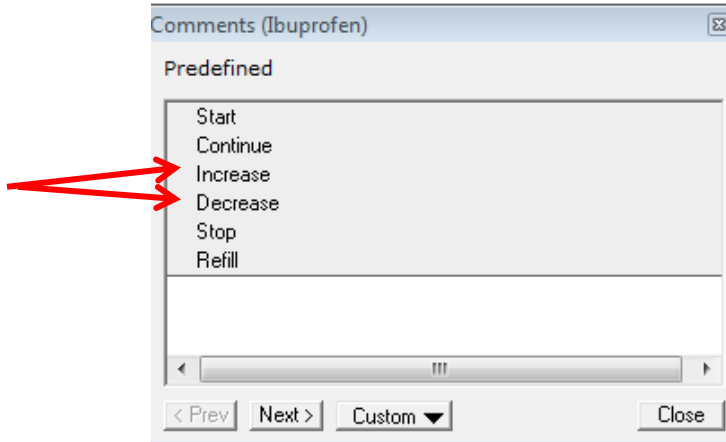 Comments (Ibuprofen)
Predefined
Start
Continue
Increase
Decrease
Stop
Refill
< Prev Next > Custom Close